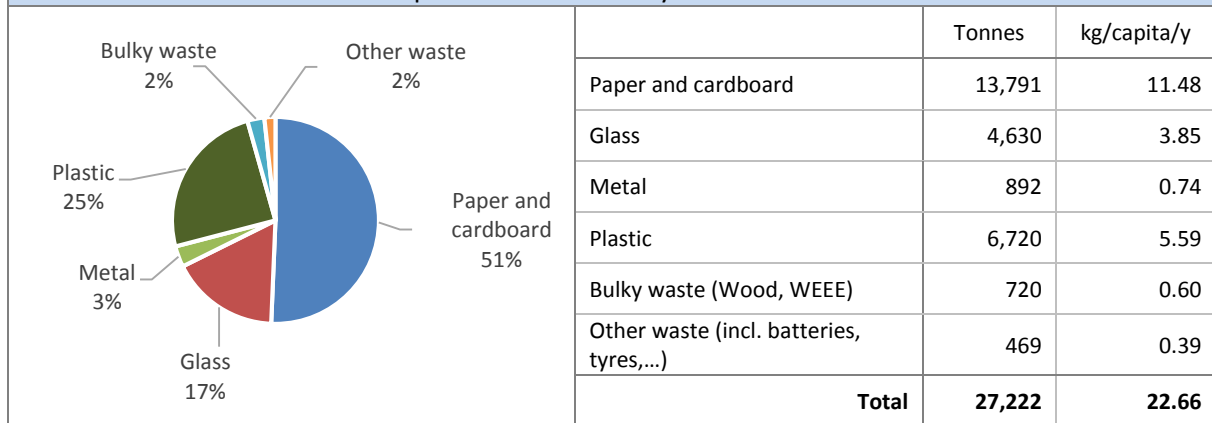 Bulky waste
2%
Other waste
2%
Plastic
25%
Paper and
cardboard
51%
Metal
3%
Glass
17%
Tonnes kg/capita/y
Paper and cardboard 13,791 11.48
Glass 4,630 3.85
Metal 892 0.74
Plastic 6,720 5.59
Bulky waste (Wood, WEEE) 720 0.60
Other waste (incl. batteries,
tyres,…) 469 0.39
Total 27,222 22.66